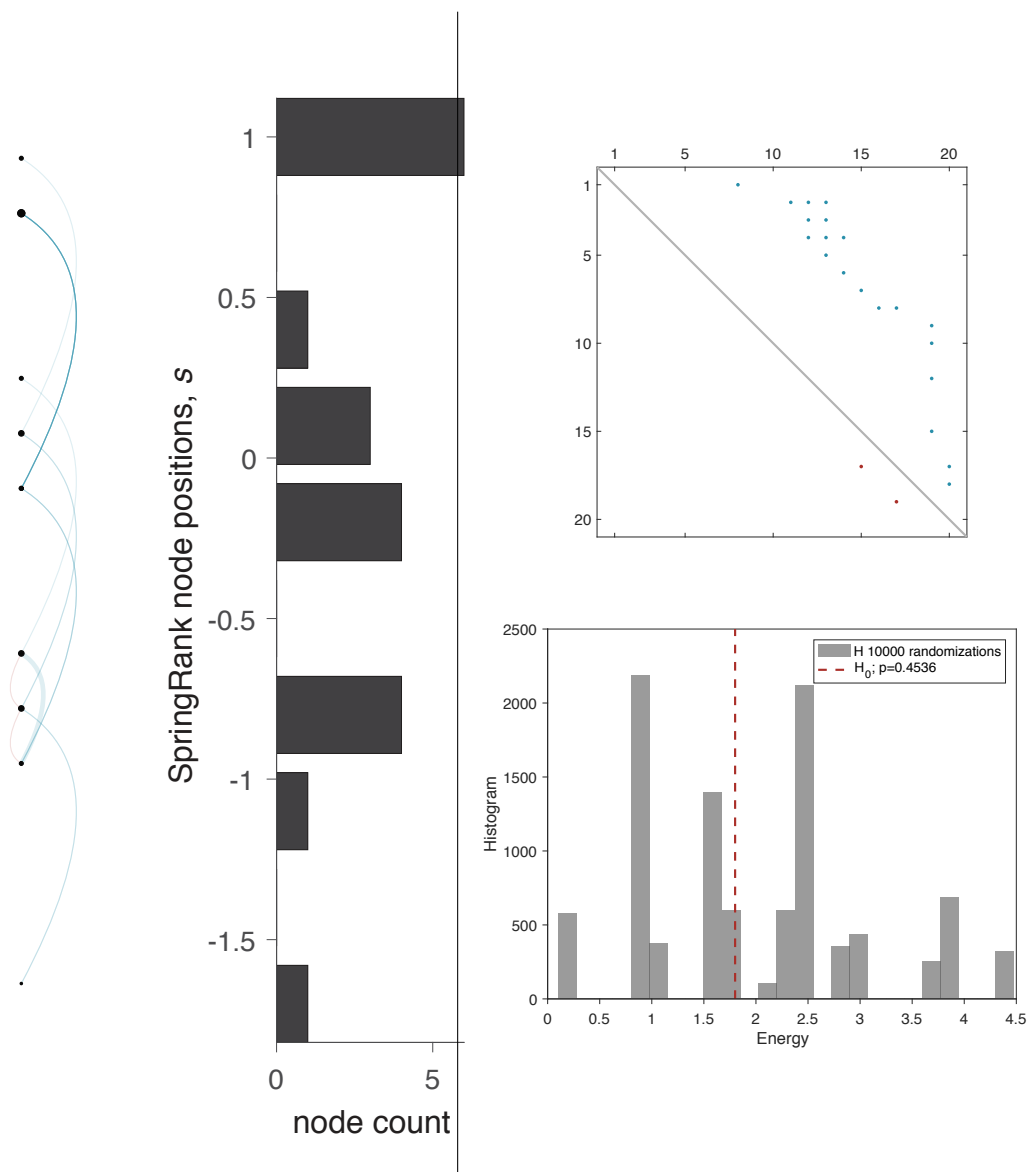 1
0.5
0
-0.5
-1
-1.5
SpringRank node positions, s
0 5
node count
1 5 10 15 20
1
5
10
15
20
2500
2000
1500
1000
500
0
Histogram
H 10000 randomizations
H0; p=0.4536
0 0.5 1 1.5 2 2.5 3 3.5 4 4.5
Energy